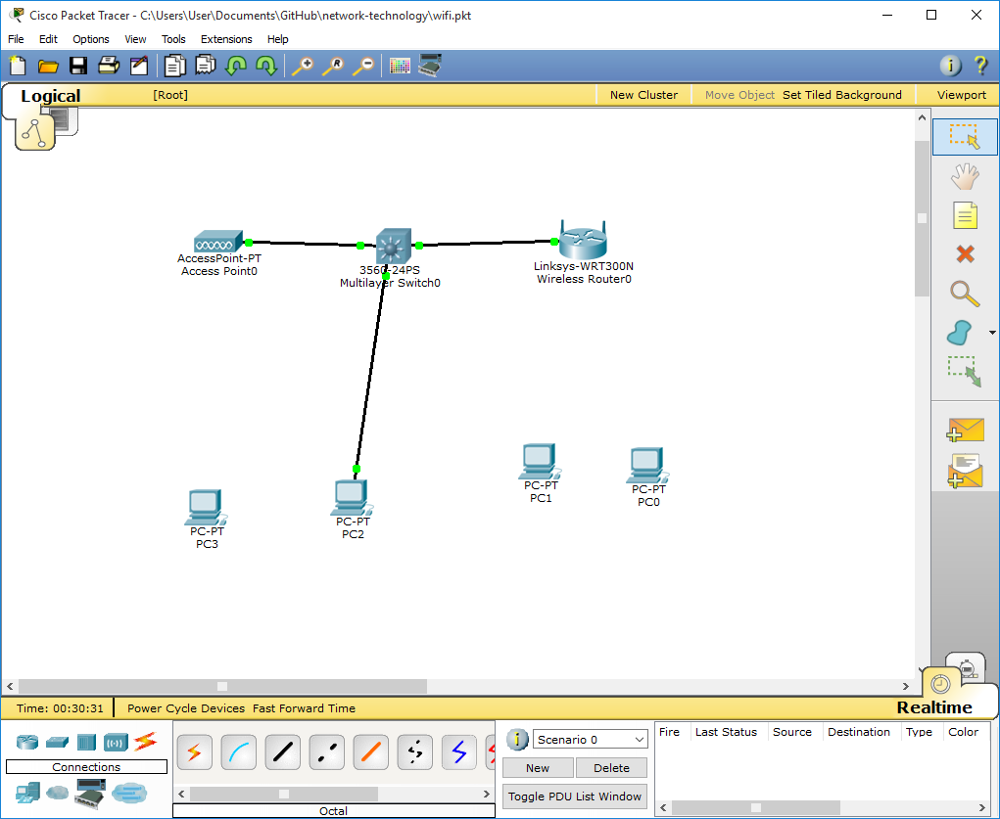 Cisco Packet Tracer - C:\Users\User\Documents\GitHub\network-technology\wifi.pkt
File Edit Options View Tools Extensions Help
Logical [Root] New Cluster Move Object Set Tiled Background Viewport
AccessPoint-PT
Access Point0
3560-24PS
Multilayer Switch0
Linksys-WRT300N
Wireless Router0
PC-PT
PC1
PC-PT
PC0
PC-PT
PC3
PC-PT
PC2
Time: 00:30:31 Power Cycle Devices Fast Forward Time Realtime
Connections
Octal
Scenario 0
New Delete
Toggle PDU List Window
Fire Last Status Source Destination Type Color